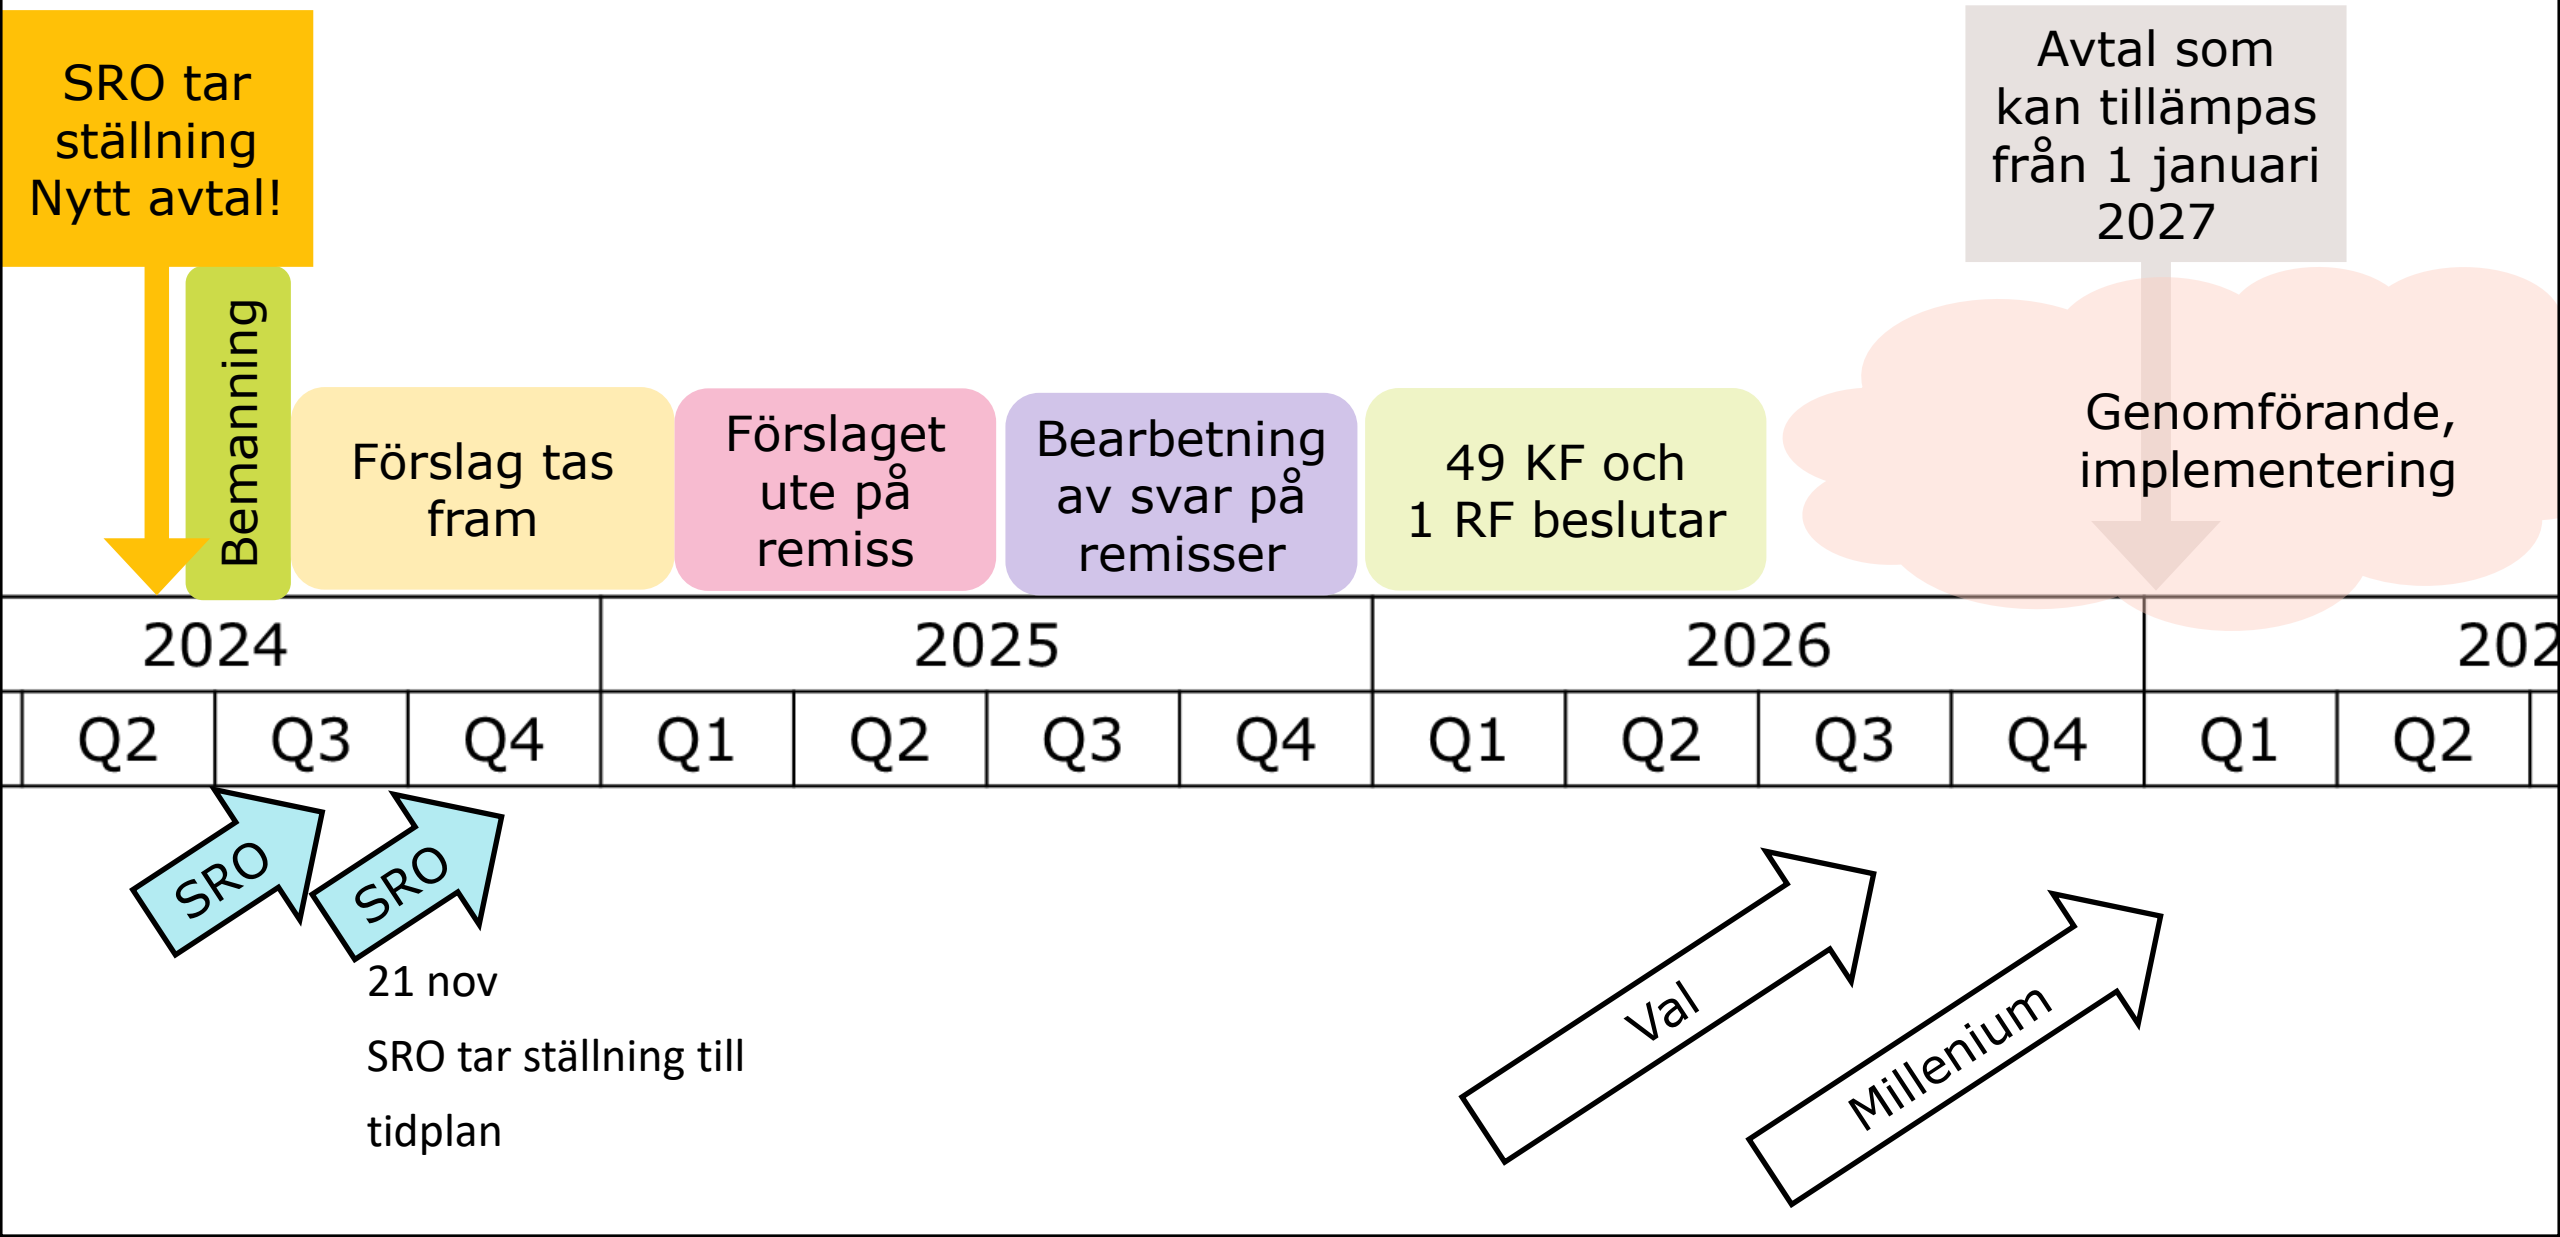 SRO tar
ställning
Nytt avtal!
Avtal som
kan tillämpas
från 1 januari
2027
Bemanning
Förslag tas
fram
Förslaget
ute på
remiss
Bearbetning
av svar på
remisser
49 KF och
1 RF beslutar
Genomförande,
implementering
2024 2025 2026 202
Q2 Q3 Q4 Q1 Q2 Q3 Q4 Q1 Q2 Q3 Q4 Q1 Q2
SRO
SRO
21 nov
SRO tar ställning till
tidplan
Val
Millenium